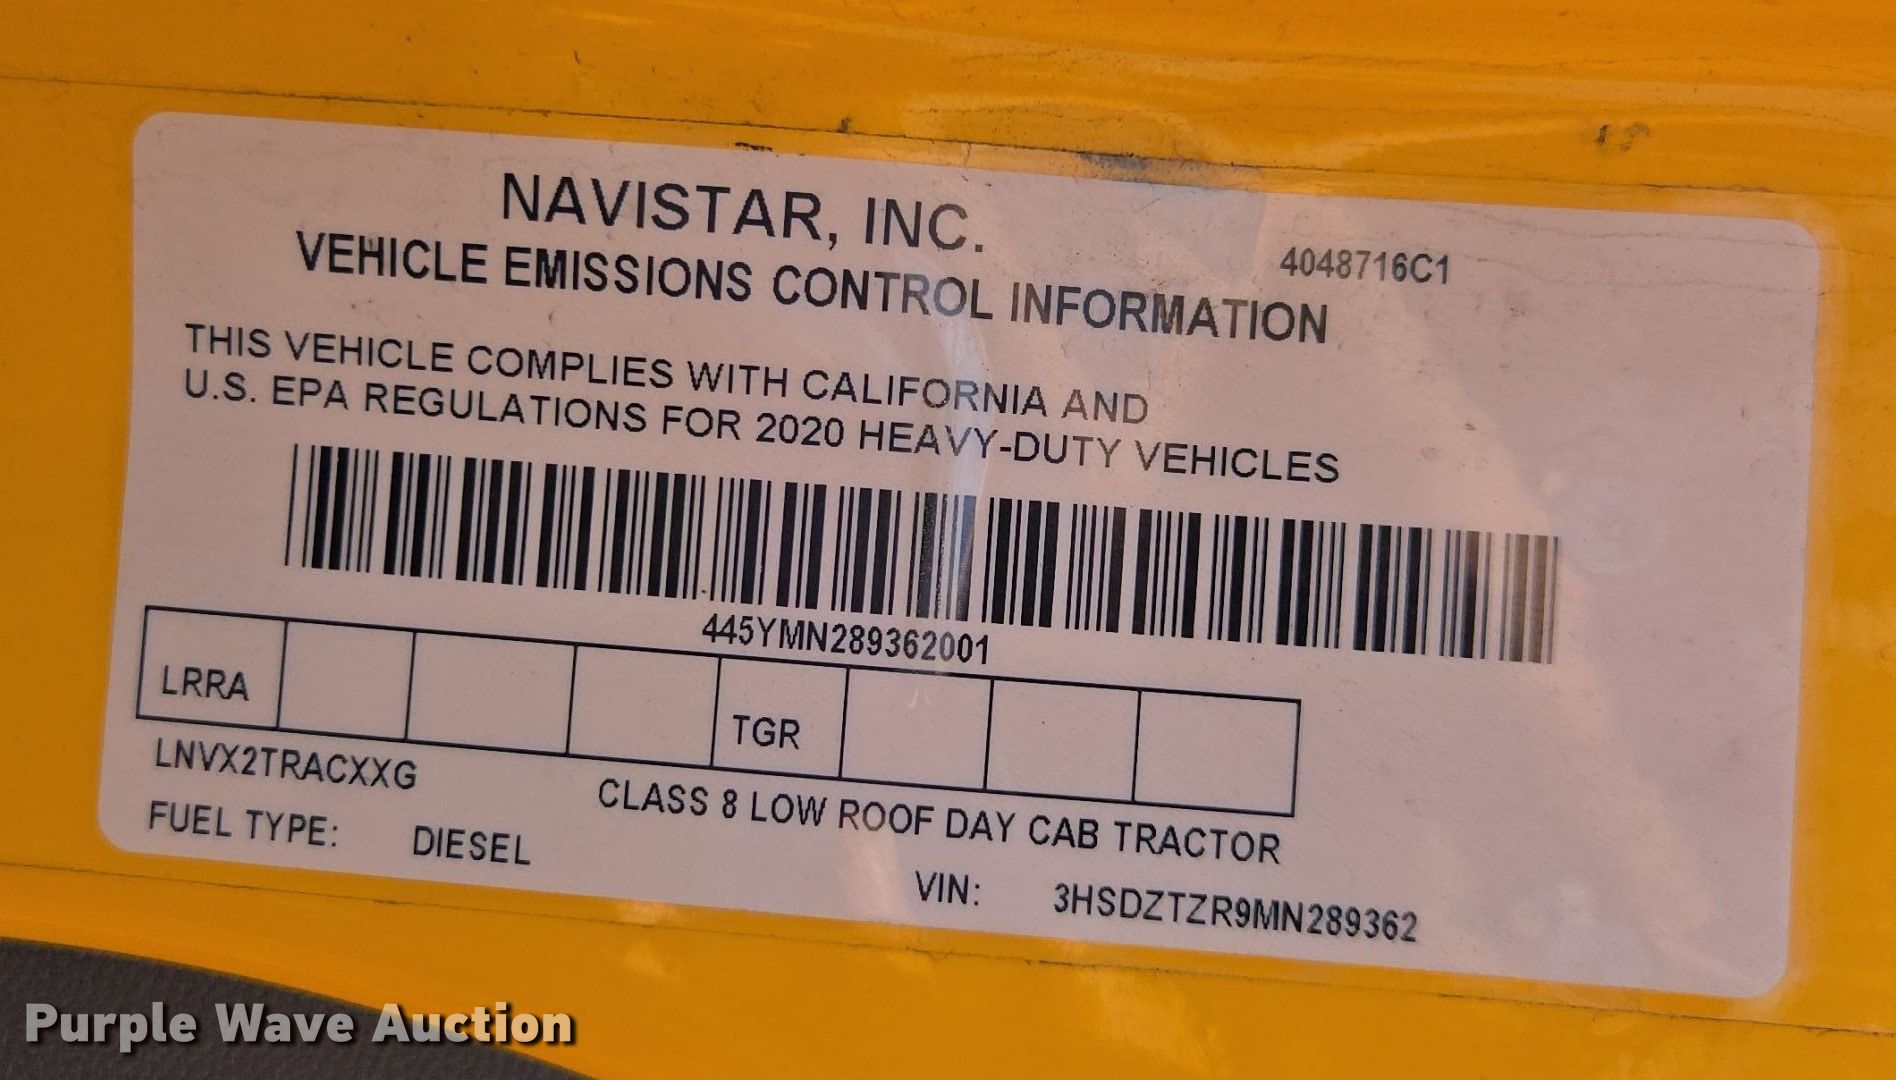 NAVISTAR, INC.
4048716C1
VEHICLE EMISSIONS CONTROL INFORMATION
THIS VEHICLE COMPLIES WITH CALIFORNIA AND
U.S. EPA REGULATIONS FOR 2020 HEAVY-DUTY VEHICLES
445YMN289362001
LRRA TGR
LNVX2TRACXXG
CLASS 8 LOW ROOF DAY CAB TRACTOR
FUEL TYPE: DIESEL
VIN: 3HSDZTZR9MN289362
Purple Wave Auction